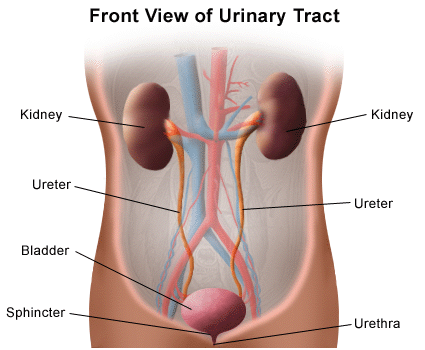 Front View of Urinary Tract
Kidney
Kidney
Ureter
Ureter
Bladder
Sphincter
Urethra